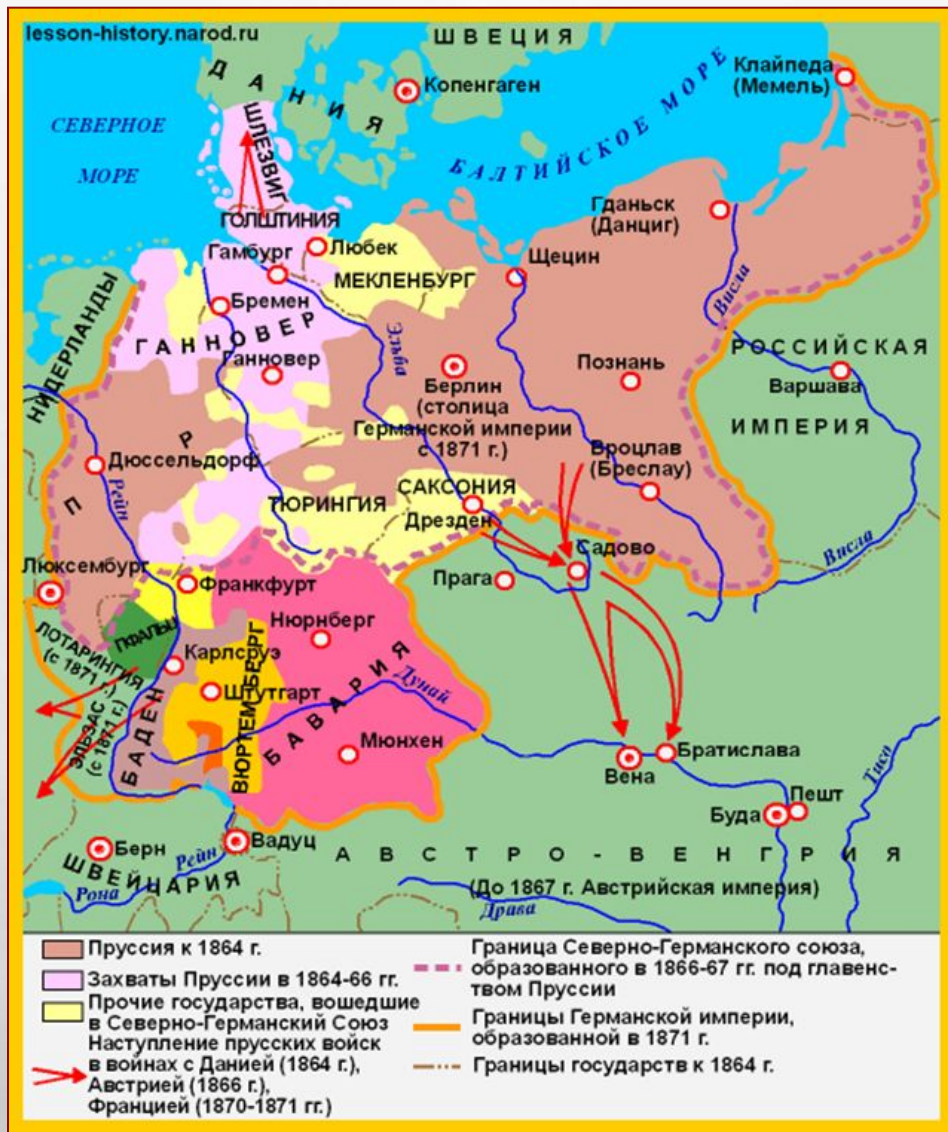 lesson-history.narod.ru
ШВЕЦИЯ
ДАНИЯ
Копенгаген
Клайпеда
(Мемель)
СЕВЕРНОЕ
МОРЕ
БАЛТИЙСКОЕ МОРЕ
ШЛЕЗВИГ
ГОЛШТИНИЯ
Гданьск
(Данциг)
Любек
Гамбург
МЕКЛЕНБУРГ
Щецин
НИДЕРЛАНДЫ
Бремен
ГАННОВЕР
Ганновер
Эльба
Висла
РОССИЙСКАЯ
ИМПЕРИЯ
Варшава
Познань
Берлин
(столица
Германской империи
с 1871 г.)
П Р
Дюссельдорф
Рейн
Вроцлав
(Бреслау)
САКСОНИЯ
ТЮРИНГИЯ
Дрезден
Садово
Висла
Прага
Люксембург
Франкфурт
ПФАЛЬЦ
Нюрнберг
ЛОТАРИНГИЯ
(с 1871 г.)
Карлсруэ
ЭЛЬЗАС
(с 1871 г.)
БАДЕН
Штутгарт
ВЮРТЕМБЕРГ
БАВАРИЯ
Дунай
Мюнхен
Вена
Братислава
Тисо
Буда
Пешт
Берн
ШВЕЙЦАРИЯ
Рейн
Вадуц
Рона
АВСТРО-ВЕНГРИЯ
(До 1867 г. Австрийская империя)
Драва
Пруссия к 1864 г.
Захваты Пруссии в 1864-66 гг.
Прочие государства, вошедшие
в Северно-Германский Союз
Наступление прусских войск
в войнах с Данией (1864 г.),
Австрией (1866 г.),
Францией (1870-1871 гг.)
Граница Северно-Германского союза,
образованного в 1866-67 гг. под главенс-
твом Пруссии
Границы Германской империи,
образованной в 1871 г.
Границы государств к 1864 г.